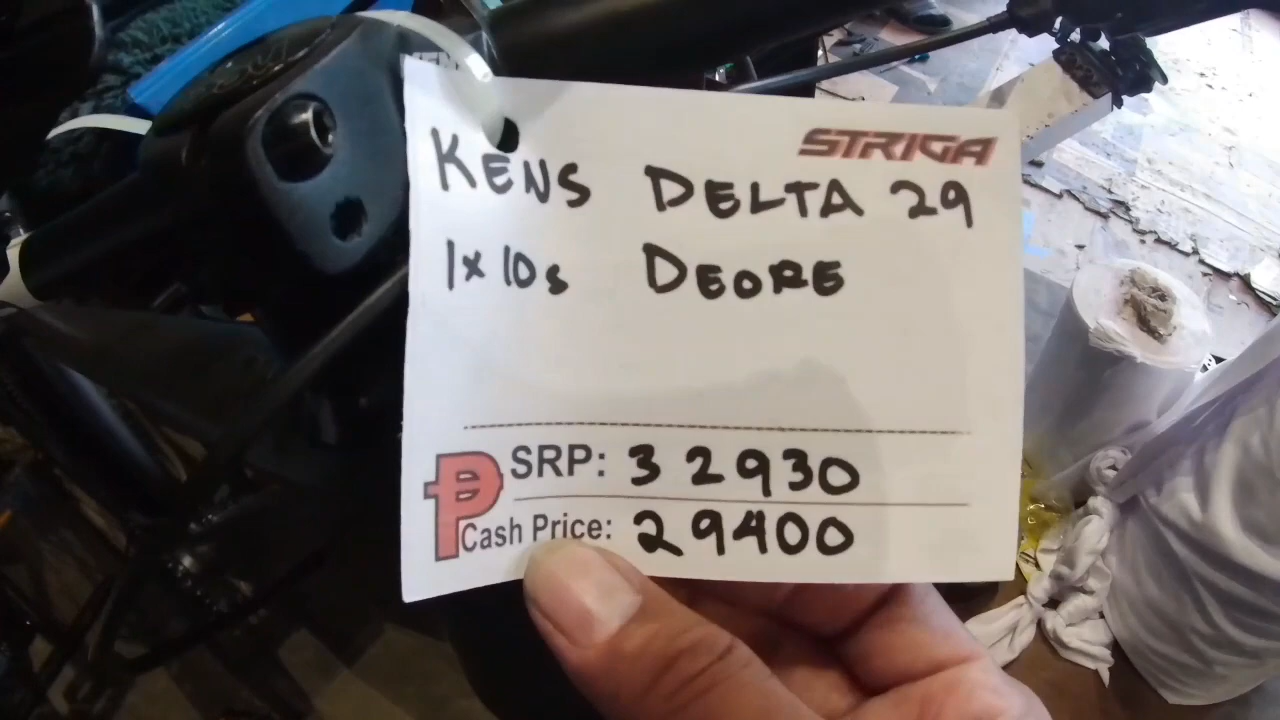 STRIGA
KENS DELTA 29
1x10s DEORE
₱ SRP: 32930
Cash Price: 29400